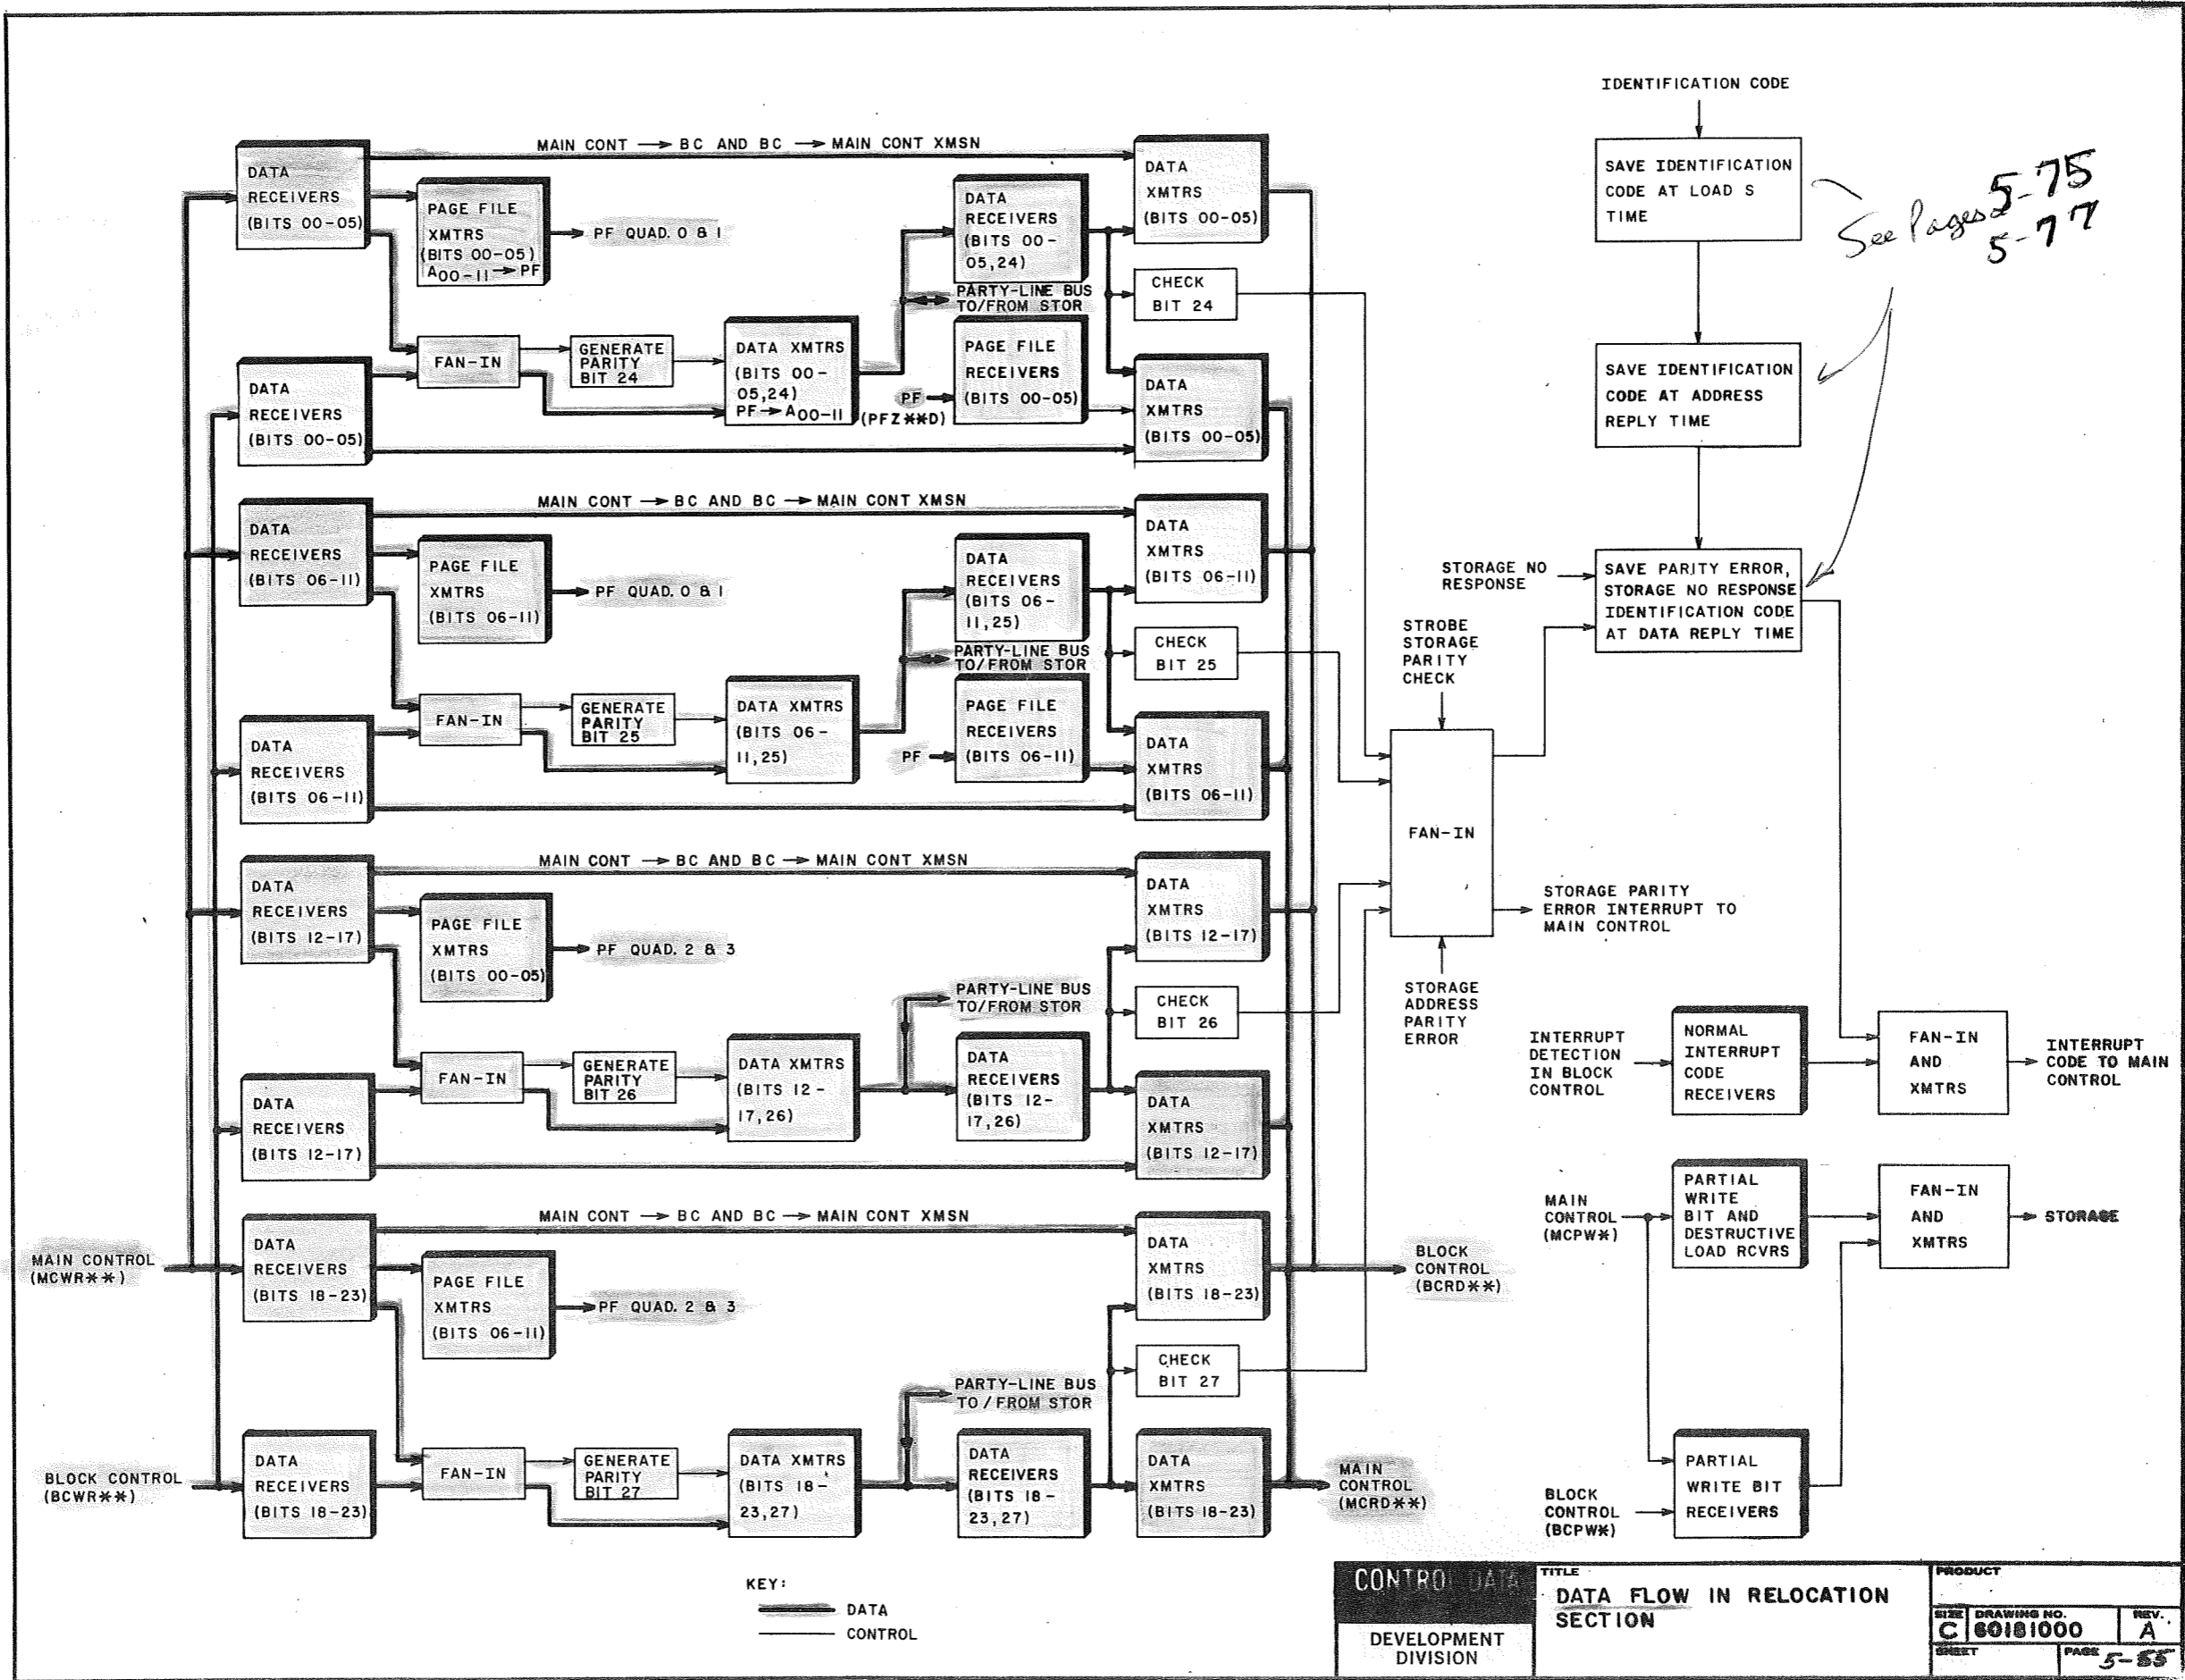 IDENTIFICATION CODE
SAVE IDENTIFICATION
CODE AT LOAD S
TIME
See Pages 5-75
5-77
SAVE IDENTIFICATION
CODE AT ADDRESS
REPLY TIME
STORAGE NO
RESPONSE
SAVE PARITY ERROR,
STORAGE NO RESPONSE
IDENTIFICATION CODE
AT DATA REPLY TIME
MAIN CONT → BC AND BC → MAIN CONT XMSN
DATA
RECEIVERS
(BITS 00-05)
PAGE FILE
XMTRS
(BITS 00-05)
A00-11 → PF
PF QUAD. 0 & 1
DATA
RECEIVERS
(BITS 00-
05,24)
DATA
XMTRS
(BITS 00-05)
PARTY-LINE BUS
TO/FROM STOR
CHECK
BIT 24
FAN-IN
GENERATE
PARITY
BIT 24
DATA XMTRS
(BITS 00-
05,24)
PF → A00-11
PF
(PFZ**D)
PAGE FILE
RECEIVERS
(BITS 00-05)
DATA
RECEIVERS
(BITS 00-05)
DATA
XMTRS
(BITS 00-05)
MAIN CONT → BC AND BC → MAIN CONT XMSN
DATA
RECEIVERS
(BITS 06-11)
PAGE FILE
XMTRS
(BITS 06-11)
PF QUAD. 0 & 1
DATA
RECEIVERS
(BITS 06-
11,25)
DATA
XMTRS
(BITS 06-11)
PARTY-LINE BUS
TO/FROM STOR
CHECK
BIT 25
FAN-IN
GENERATE
PARITY
BIT 25
DATA XMTRS
(BITS 06-
11,25)
PF
PAGE FILE
RECEIVERS
(BITS 06-11)
DATA
RECEIVERS
(BITS 06-11)
DATA
XMTRS
(BITS 06-11)
STROBE
STORAGE
PARITY
CHECK
FAN-IN
STORAGE
ADDRESS
PARITY
ERROR
STORAGE PARITY
ERROR INTERRUPT TO
MAIN CONTROL
MAIN CONT → BC AND BC → MAIN CONT XMSN
DATA
RECEIVERS
(BITS 12-17)
PAGE FILE
XMTRS
(BITS 00-05)
PF QUAD. 2 & 3
PARTY-LINE BUS
TO/FROM STOR
DATA
XMTRS
(BITS 12-17)
CHECK
BIT 26
FAN-IN
GENERATE
PARITY
BIT 26
DATA XMTRS
(BITS 12-
17,26)
DATA
RECEIVERS
(BITS 12-
17,26)
DATA
RECEIVERS
(BITS 12-17)
DATA
XMTRS
(BITS 12-17)
INTERRUPT
DETECTION
IN BLOCK
CONTROL
NORMAL
INTERRUPT
CODE
RECEIVERS
FAN-IN
AND
XMTRS
INTERRUPT
CODE TO MAIN
CONTROL
MAIN CONT → BC AND BC → MAIN CONT XMSN
MAIN CONTROL
(MCWR**)
DATA
RECEIVERS
(BITS 18-23)
PAGE FILE
XMTRS
(BITS 06-11)
PF QUAD. 2 & 3
DATA
XMTRS
(BITS 18-23)
BLOCK
CONTROL
(BCRD**)
PARTY-LINE BUS
TO/FROM STOR
CHECK
BIT 27
BLOCK CONTROL
(BCWR**)
DATA
RECEIVERS
(BITS 18-23)
FAN-IN
GENERATE
PARITY
BIT 27
DATA XMTRS
(BITS 18-
23,27)
DATA
RECEIVERS
(BITS 18-
23,27)
DATA
XMTRS
(BITS 18-23)
MAIN
CONTROL
(MCRD**)
MAIN
CONTROL
(MCPW*)
PARTIAL
WRITE
BIT AND
DESTRUCTIVE
LOAD RCVRS
FAN-IN
AND
XMTRS
STORAGE
BLOCK
CONTROL
(BCPW*)
PARTIAL
WRITE BIT
RECEIVERS
KEY:
DATA
CONTROL
CONTROL DATA
DEVELOPMENT
DIVISION
TITLE
DATA FLOW IN RELOCATION
SECTION
PRODUCT
SIZE
C
DRAWING NO.
60181000
REV.
A
SHEET
PAGE 5-55